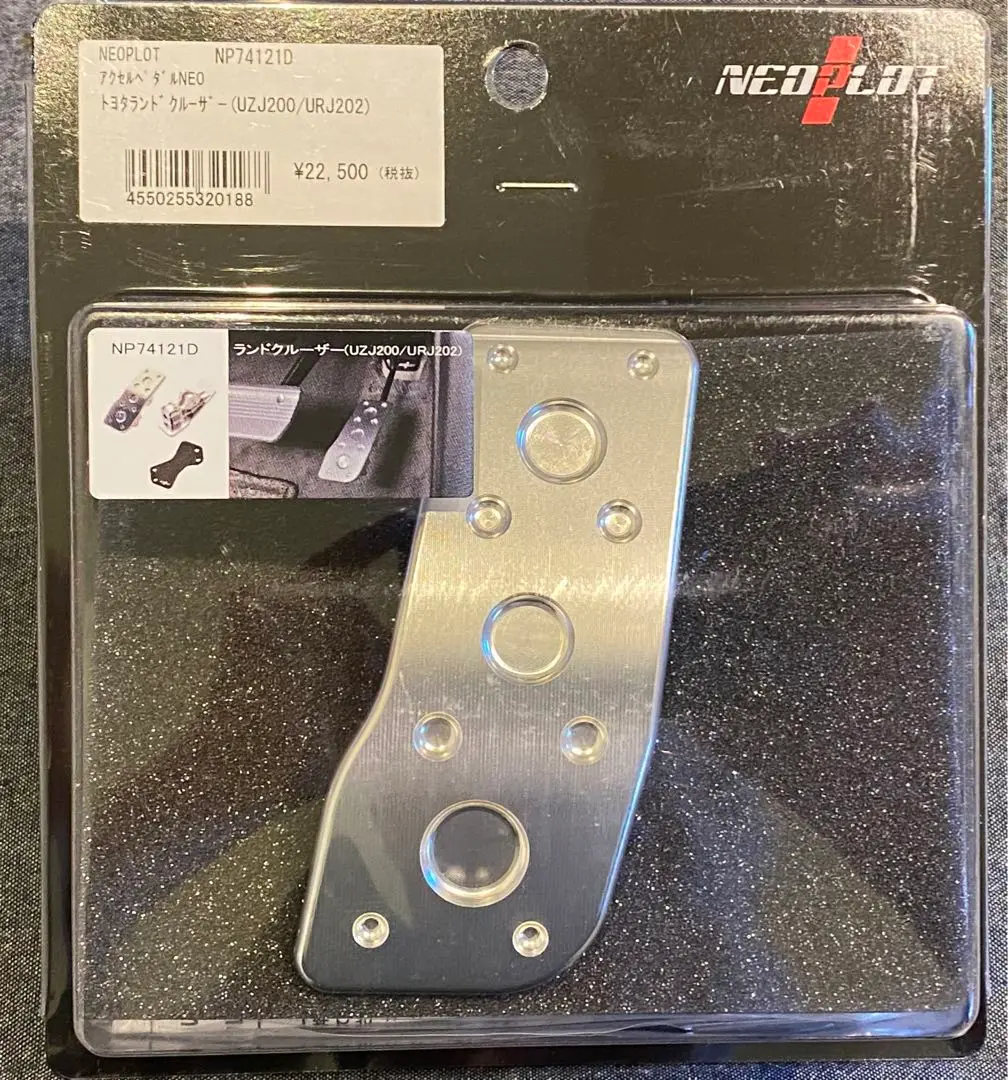 NEOPLOT NP74121D
アクセルペダルNEO
トヨタランドクルーザー(UZJ200/URJ202)
¥22,500 (税抜)
4550255320188
NEOPLOT
NP74121D
ランドクルーザー(UZJ200/URJ202)